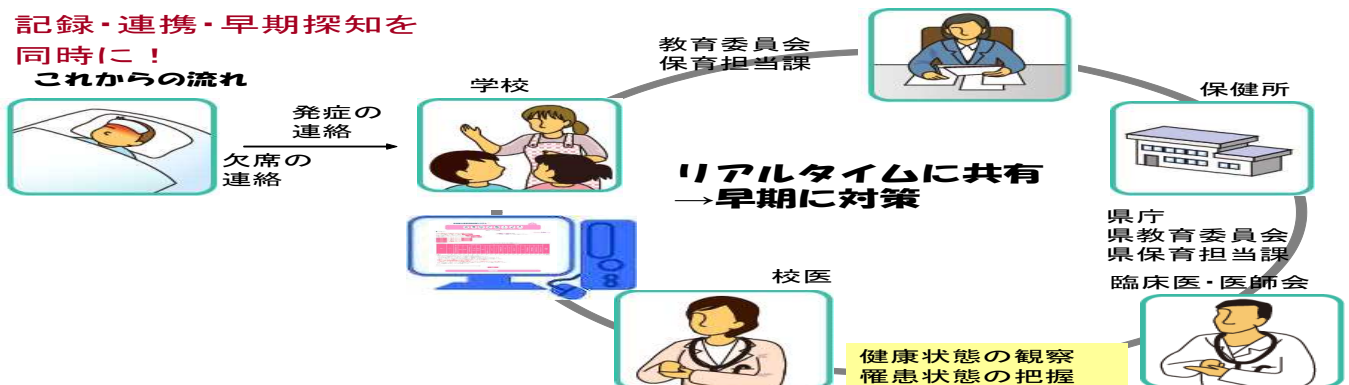 記録・連携・早期探知を
同時に！
これからの流れ
発症の
連絡
欠席の
連絡
学校
教育委員会
保育担当課
保健所
リアルタイムに共有
→早期に対策
県庁
県教育委員会
県保育担当課
臨床医・医師会
校医
健康状態の観察
罹患状態の把握